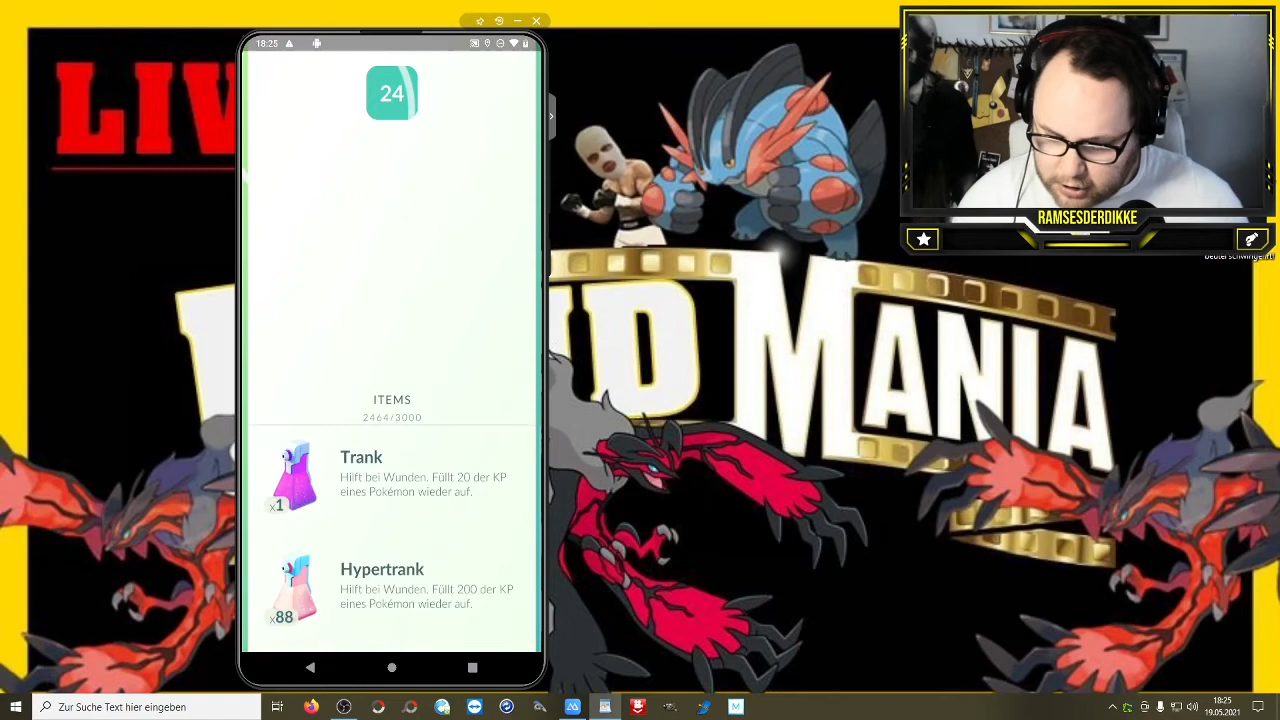 18:25
LIV
24
RAMSESDERDIKKE
D MANIA
ITEMS
2464/3000
Trank
Hilft bei Wunden. Füllt 20 der KP
eines Pokémon wieder auf.
x1
Hypertrank
Hilft bei Wunden. Füllt 200 der KP
eines Pokémon wieder auf.
x88
Zur Suche Text hier eingeben
M
18:25
19.05.2021